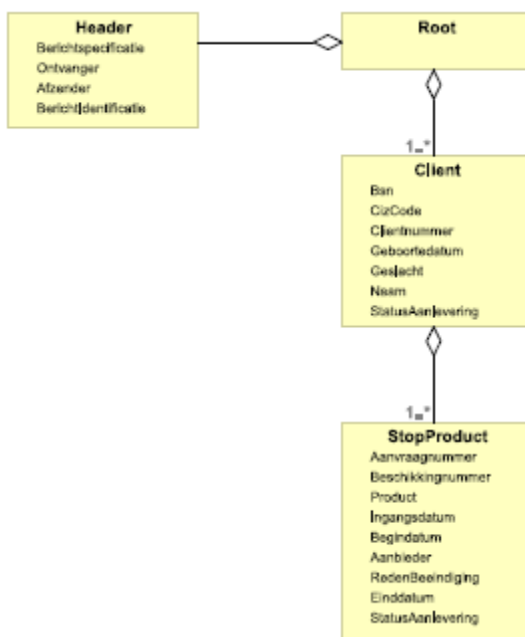 Header
Berichtspecificatie
Ontvanger
Afzender
BerichtIdentificatie
Root
1..*
Client
Bsn
CizCode
Clientnummer
Geboortedatum
Geslacht
Naam
StatusAanlevering
1..*
StopProduct
Aanvraagnummer
Beschikkingnummer
Product
Ingangsdatum
Begindatum
Aanbieder
RedenBeeindiging
Einddatum
StatusAanlevering